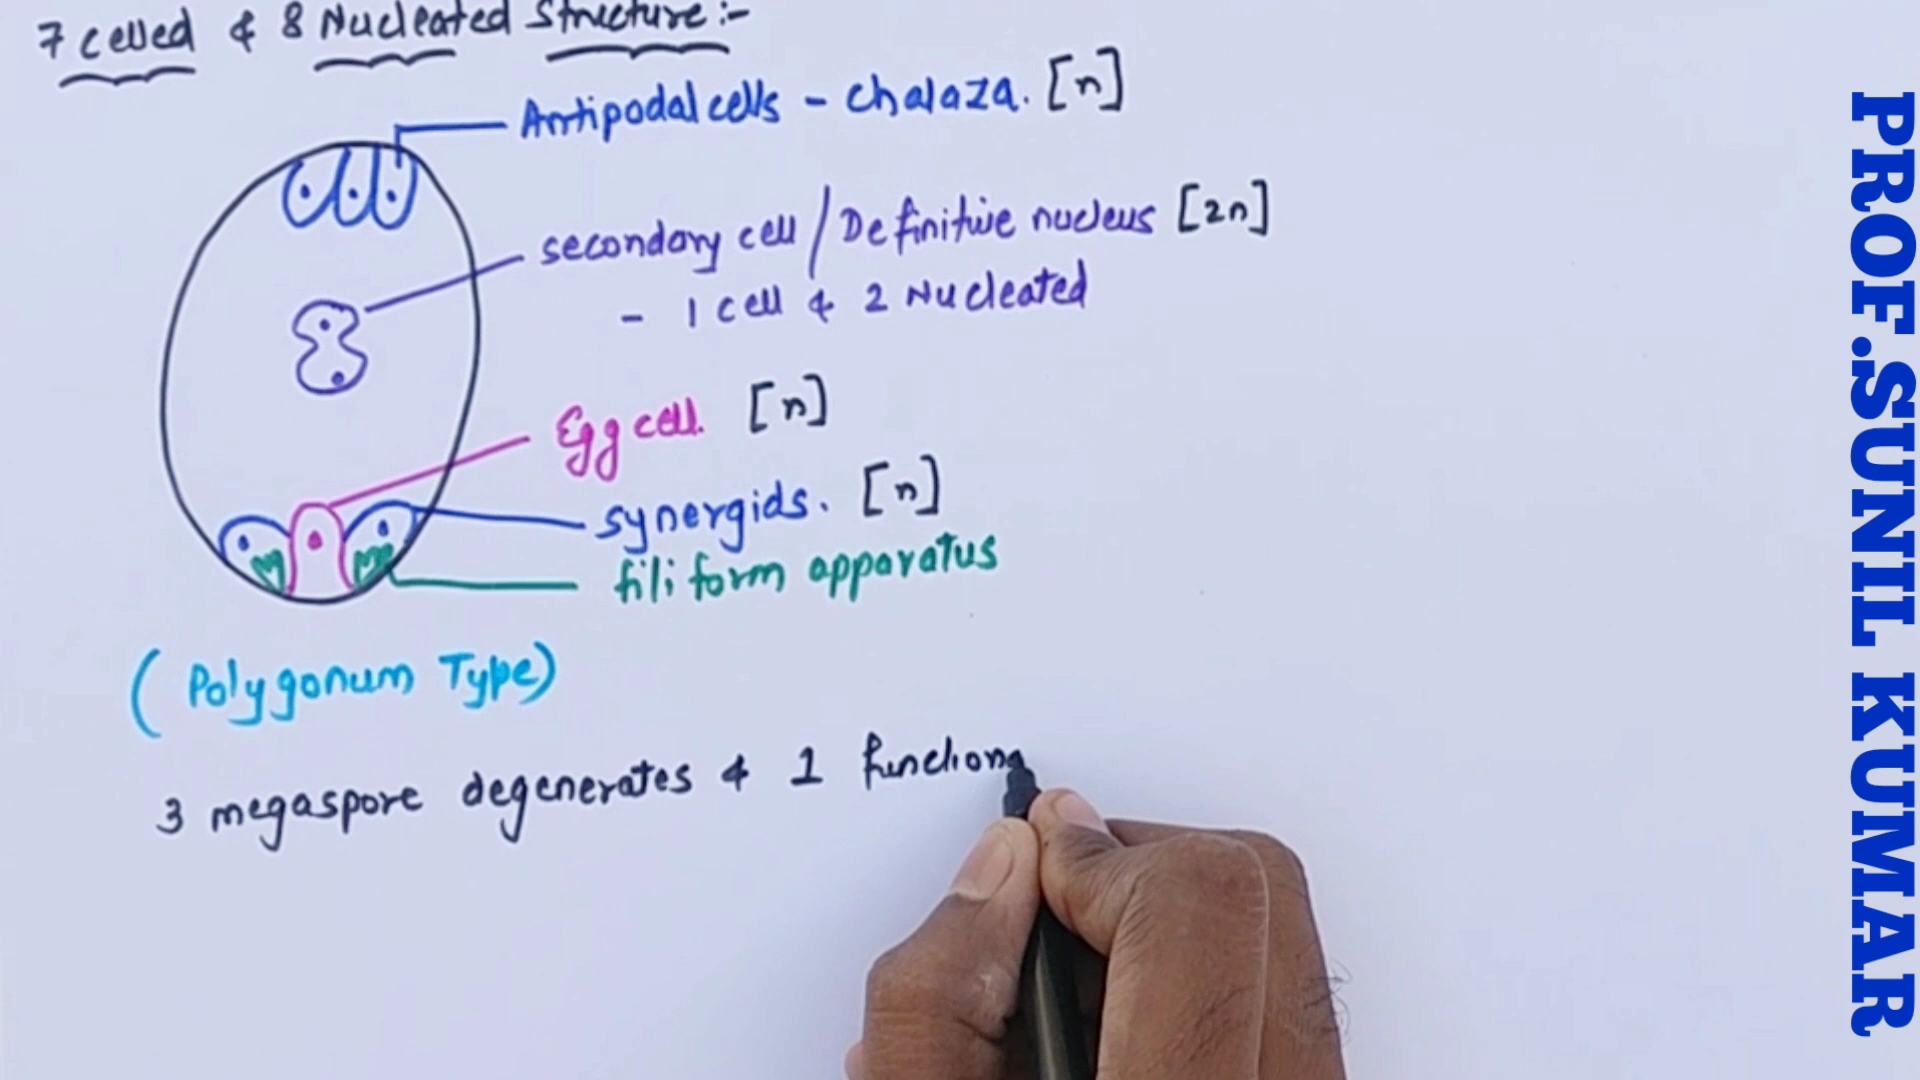 7 celled & 8 Nucleated Structure:-
Antipodal cells - chalaza. [n]
secondary cell / Definitive nucleus [2n]
- 1 cell & 2 Nucleated
Egg cell. [n]
synergids. [n]
filiform apparatus
(Polygonum Type)
3 megaspore degenerates & 1 functiona
PROF.SUNIL KUMAR